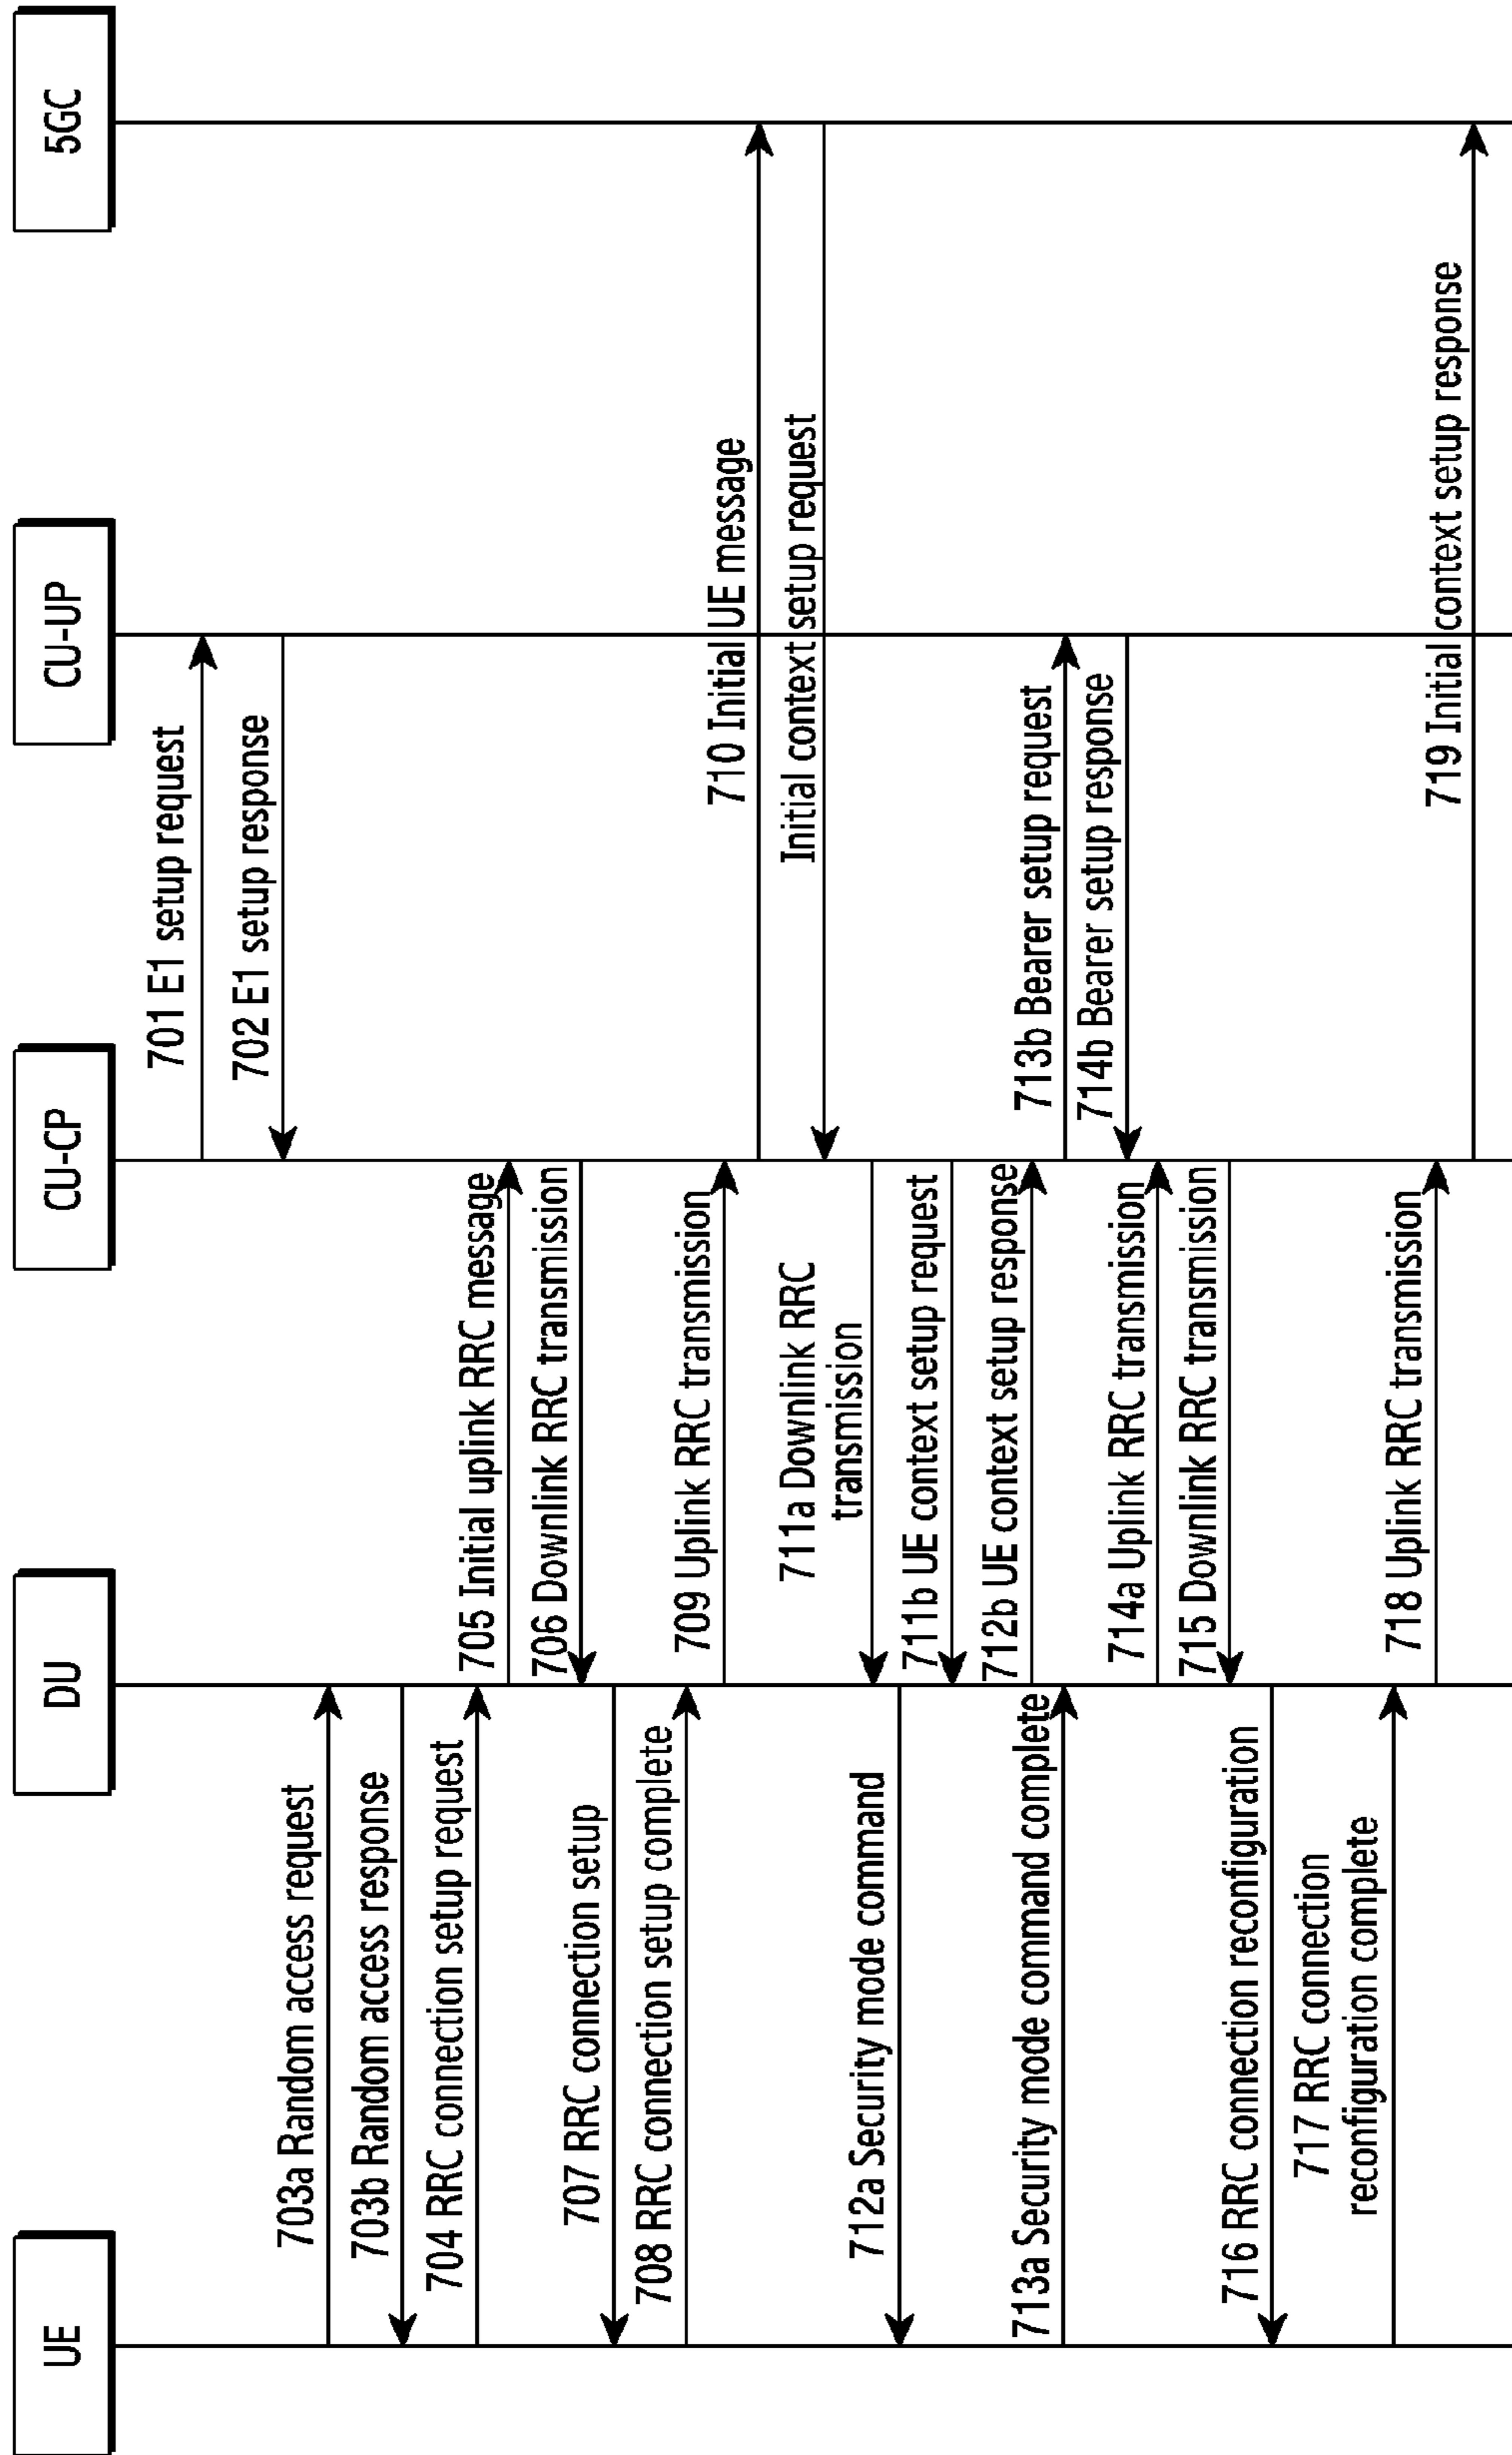 UE
DU
CU-CP
CU-UP
5GC
701 E1 setup request
702 E1 setup response
703a Random access request
703b Random access response
704 RRC connection setup request
705 Initial uplink RRC message
706 Downlink RRC transmission
707 RRC connection setup
708 RRC connection setup complete
709 Uplink RRC transmission
710 Initial UE message
Initial context setup request
711a Downlink RRC
transmission
712a Security mode command
711b UE context setup request
712b UE context setup response
713a Security mode command complete
713b Bearer setup request
714b Bearer setup response
714a Uplink RRC transmission
715 Downlink RRC transmission
716 RRC connection reconfiguration
717 RRC connection
reconfiguration complete
718 Uplink RRC transmission
719 Initial context setup response